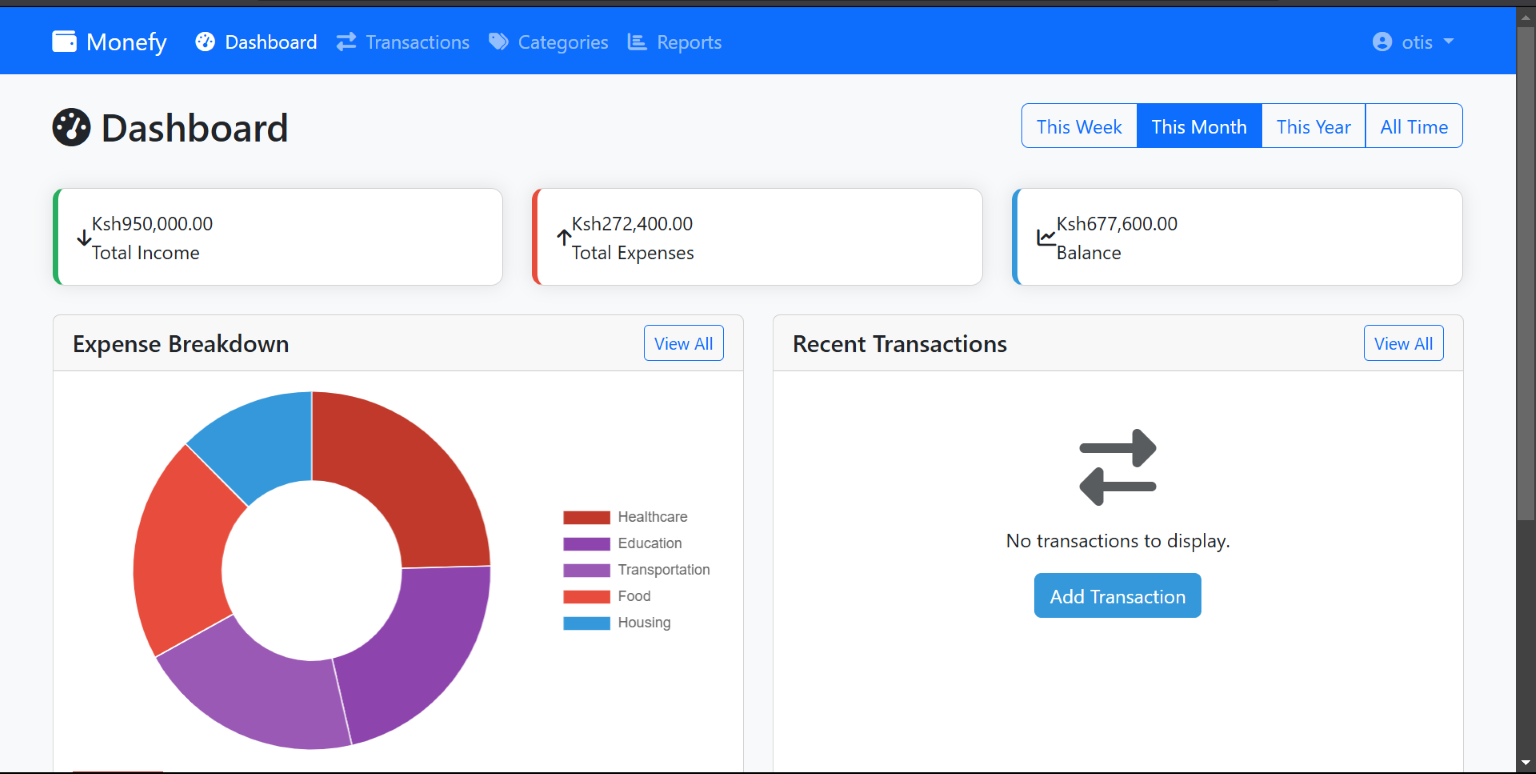 Monefy Dashboard Transactions Categories Reports otis
Dashboard
This Week This Month This Year All Time
Ksh950,000.00
Total Income
Ksh272,400.00
Total Expenses
Ksh677,600.00
Balance
Expense Breakdown View All
Healthcare
Education
Transportation
Food
Housing
Recent Transactions View All
No transactions to display.
Add Transaction